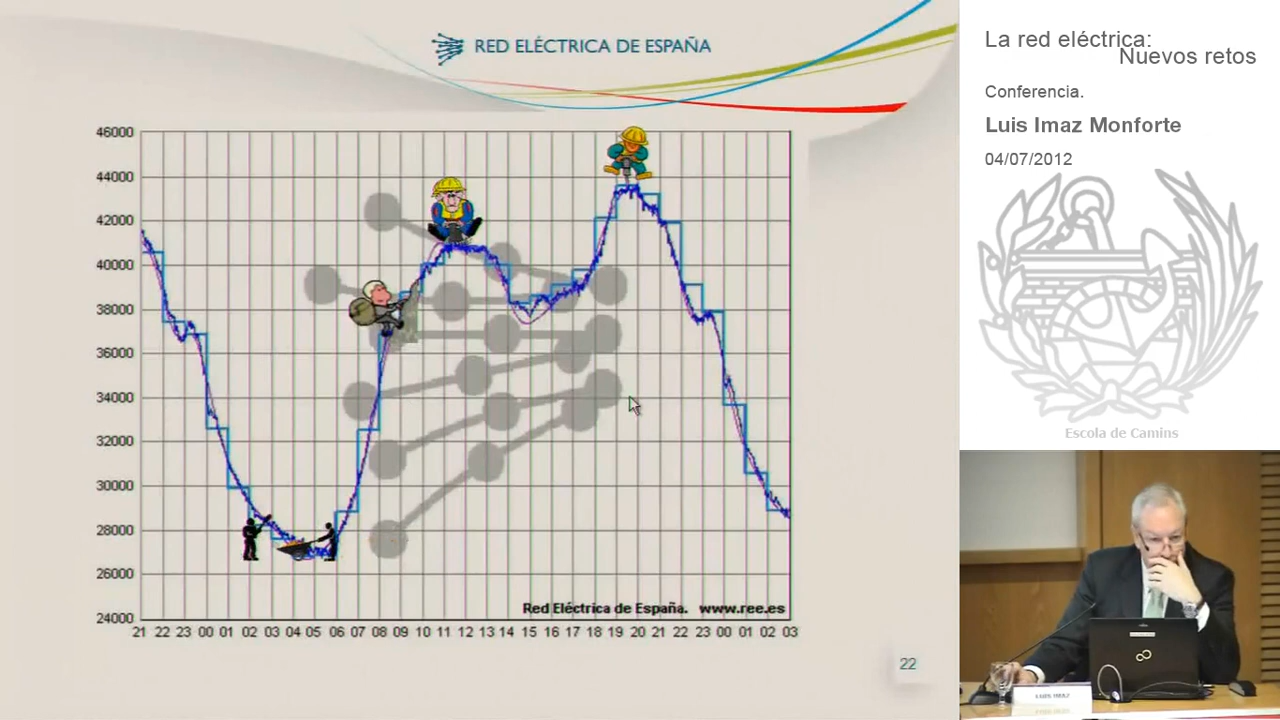 RED ELÉCTRICA DE ESPAÑA
46000
44000
42000
40000
38000
36000
34000
32000
30000
28000
26000
24000
21 22 23 00 01 02 03 04 05 06 07 08 09 10 11 12 13 14 15 16 17 18 19 20 21 22 23 00 01 02 03
Red Eléctrica de España. www.ree.es
22
La red eléctrica:
Nuevos retos
Conferencia.
Luis Imaz Monforte
04/07/2012
Escola de Camins
LUIS IMAZ